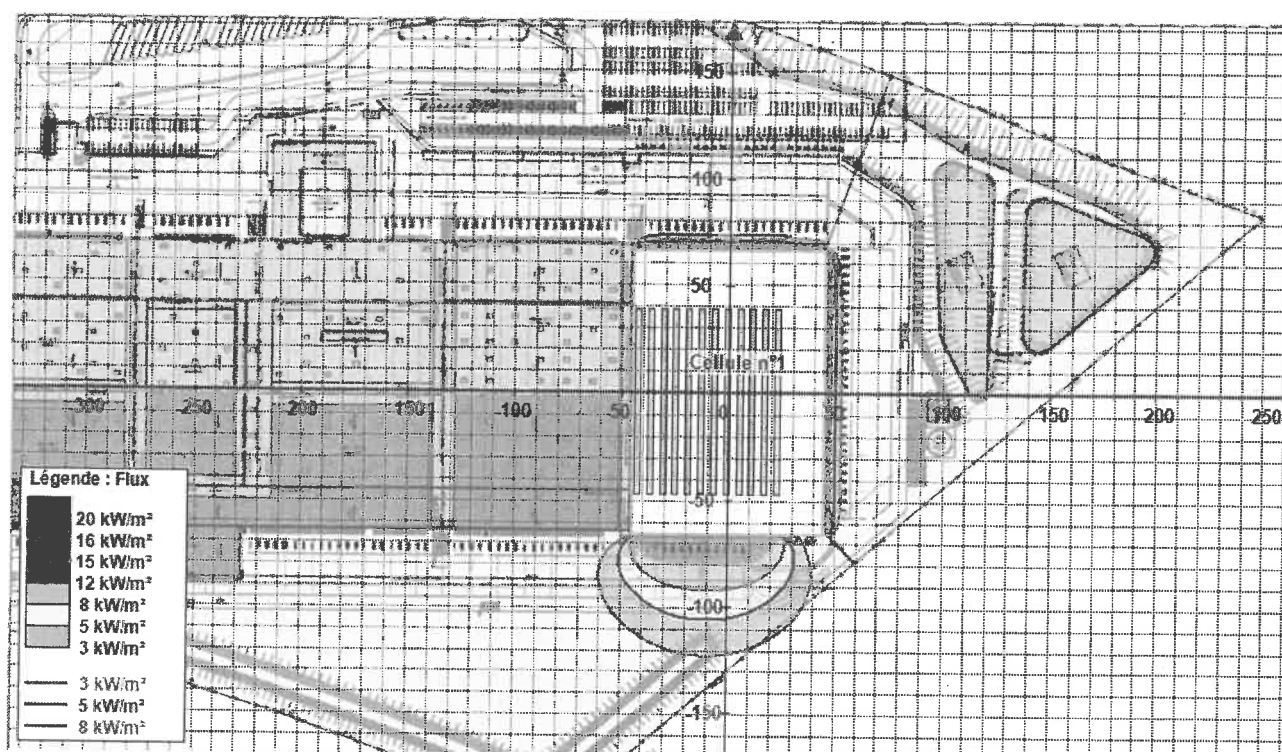 150
100
50
Cellule n°1
-300 -250 200 150 -100 -50 0 50 100 150 200 250
-50
-100
-150
Légende : Flux
20 kW/m²
16 kW/m²
15 kW/m²
12 kW/m²
8 kW/m²
5 kW/m²
3 kW/m²
3 kW/m²
5 kW/m²
8 kW/m²